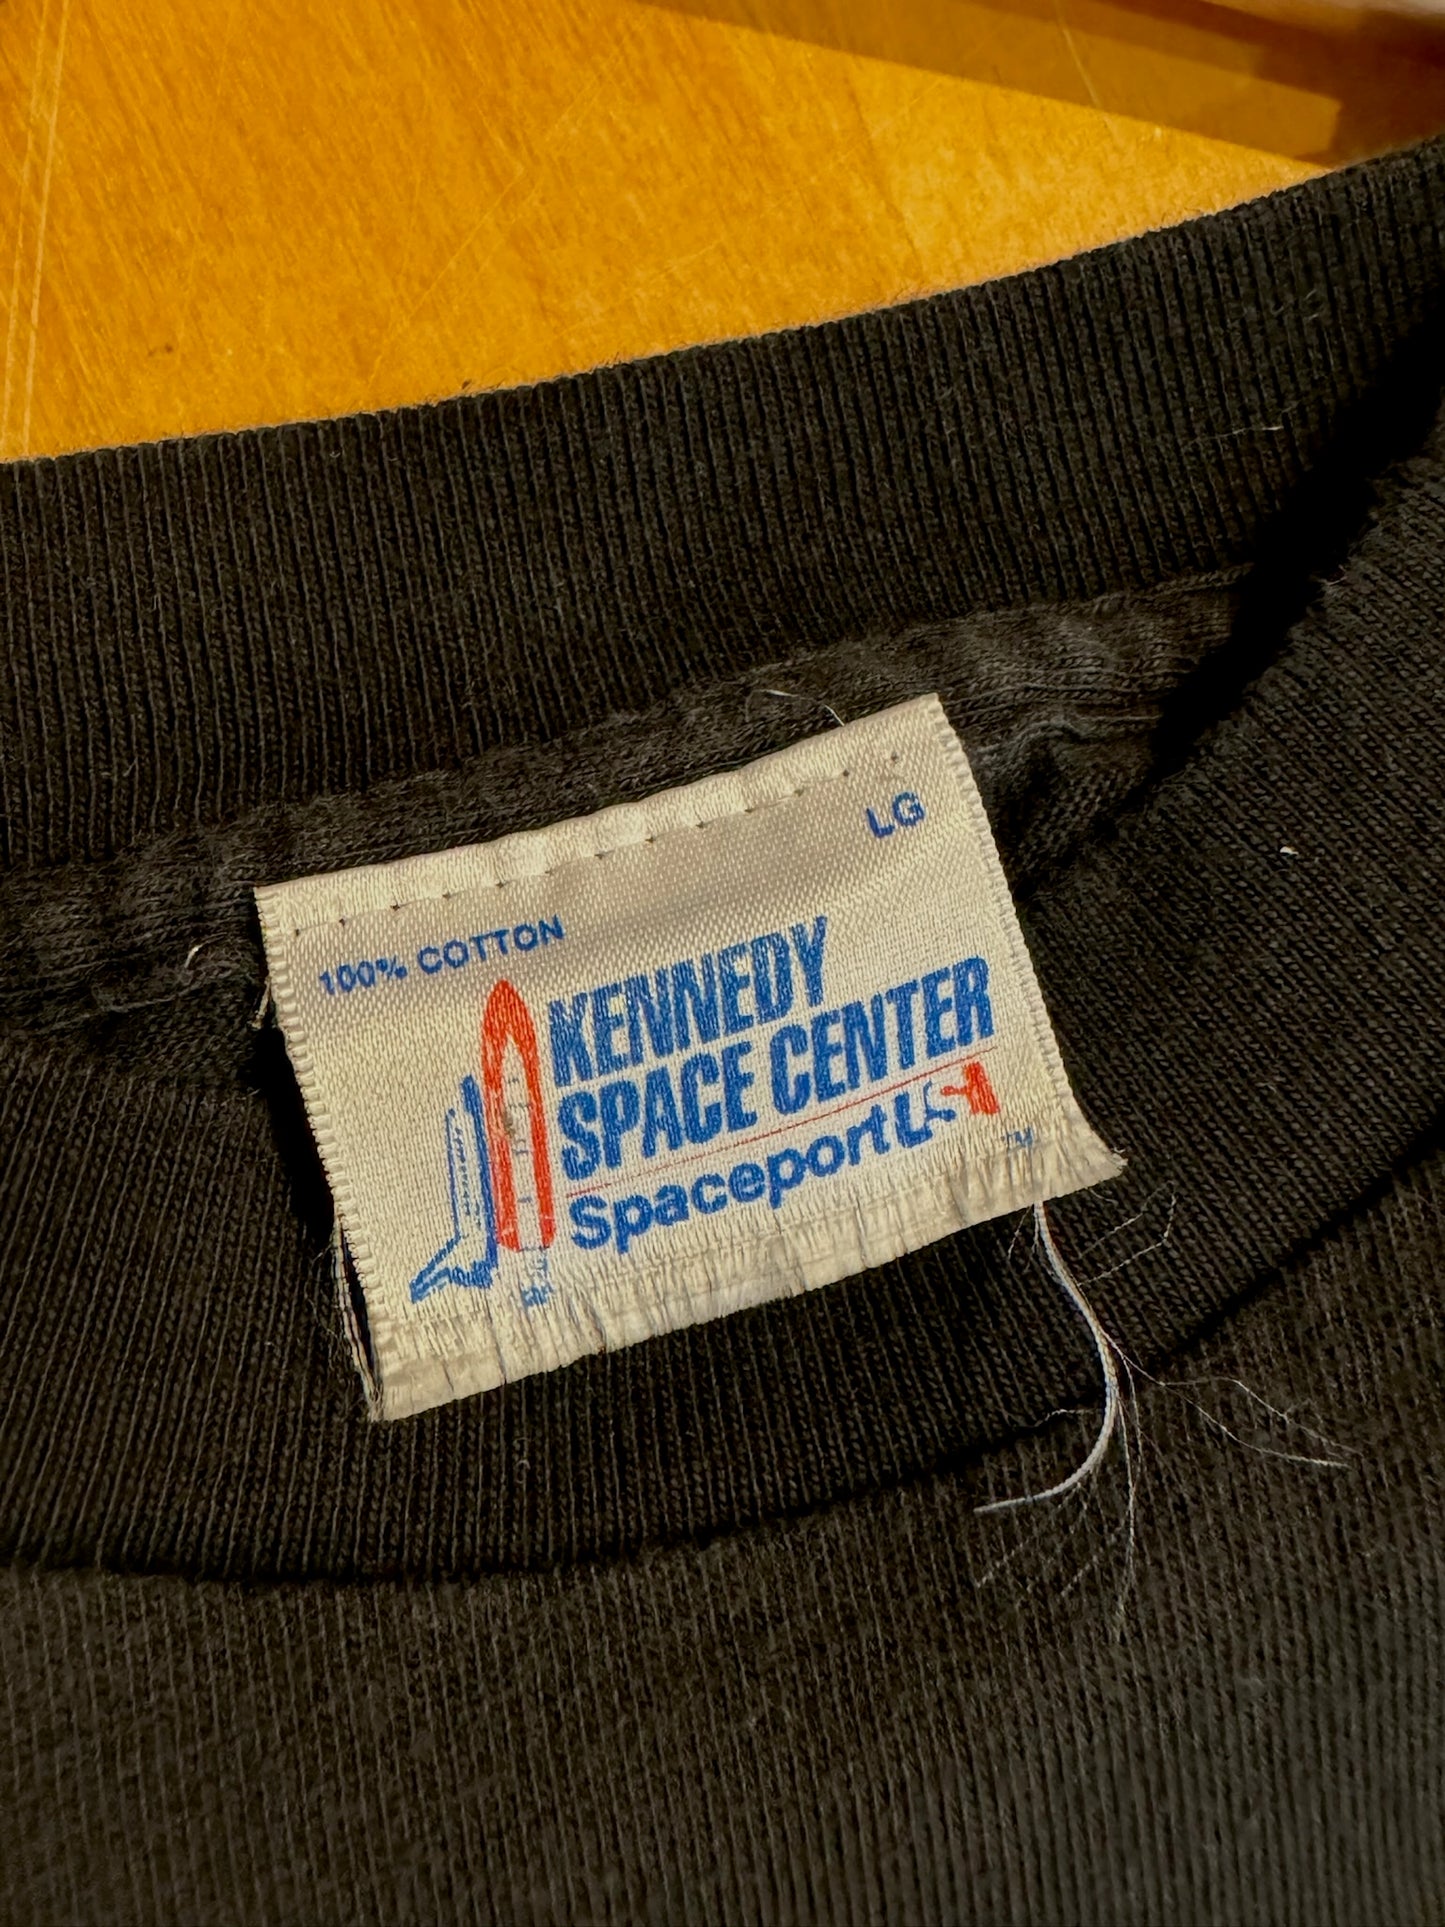 LG
100% COTTON
KENNEDY
SPACE CENTER
Spaceport USA
TM